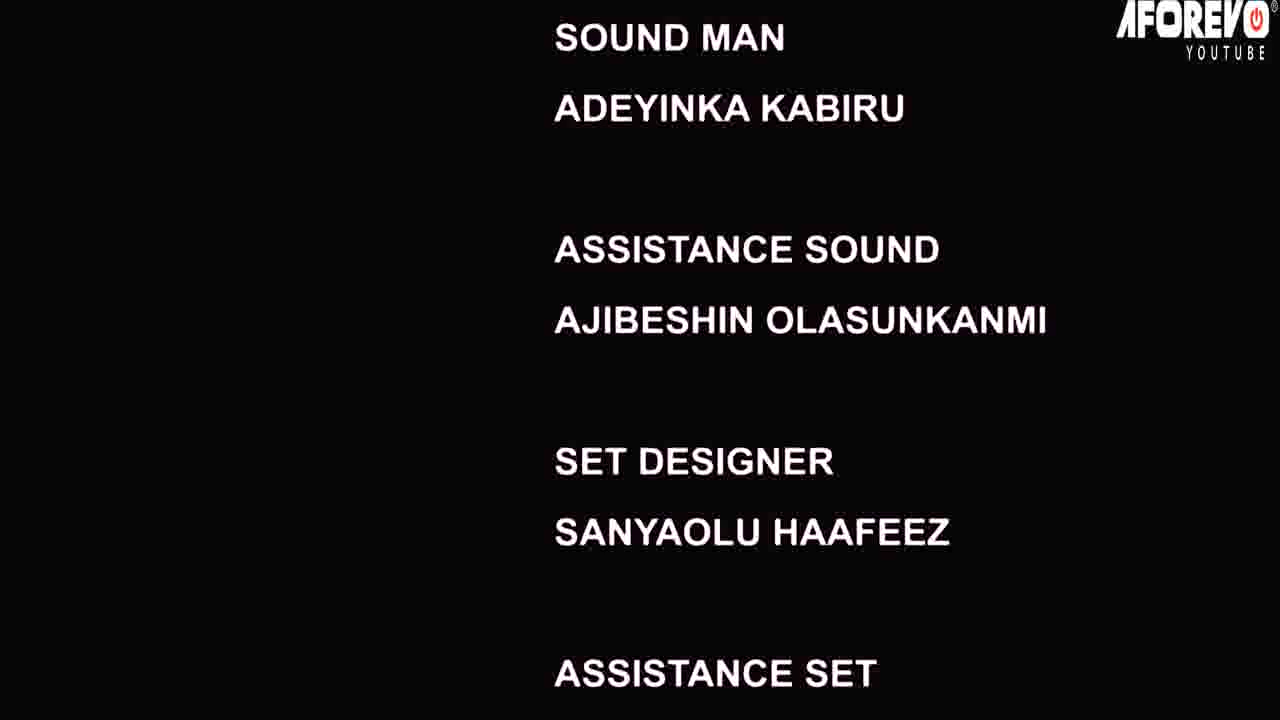 AFOREVO
YOUTUBE
SOUND MAN
ADEYINKA KABIRU
ASSISTANCE SOUND
AJIBESHIN OLASUNKANMI
SET DESIGNER
SANYAOLU HAAFEEZ
ASSISTANCE SET